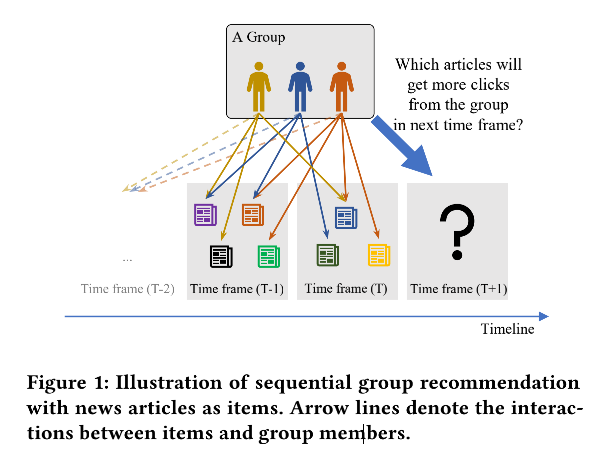 A Group
Which articles will
get more clicks
from the group
in next time frame?
...
Time frame (T-2)
Time frame (T-1)
Time frame (T)
?
Time frame (T+1)
Timeline
Figure 1: Illustration of sequential group recommendation
with news articles as items. Arrow lines denote the interac-
tions between items and group members.